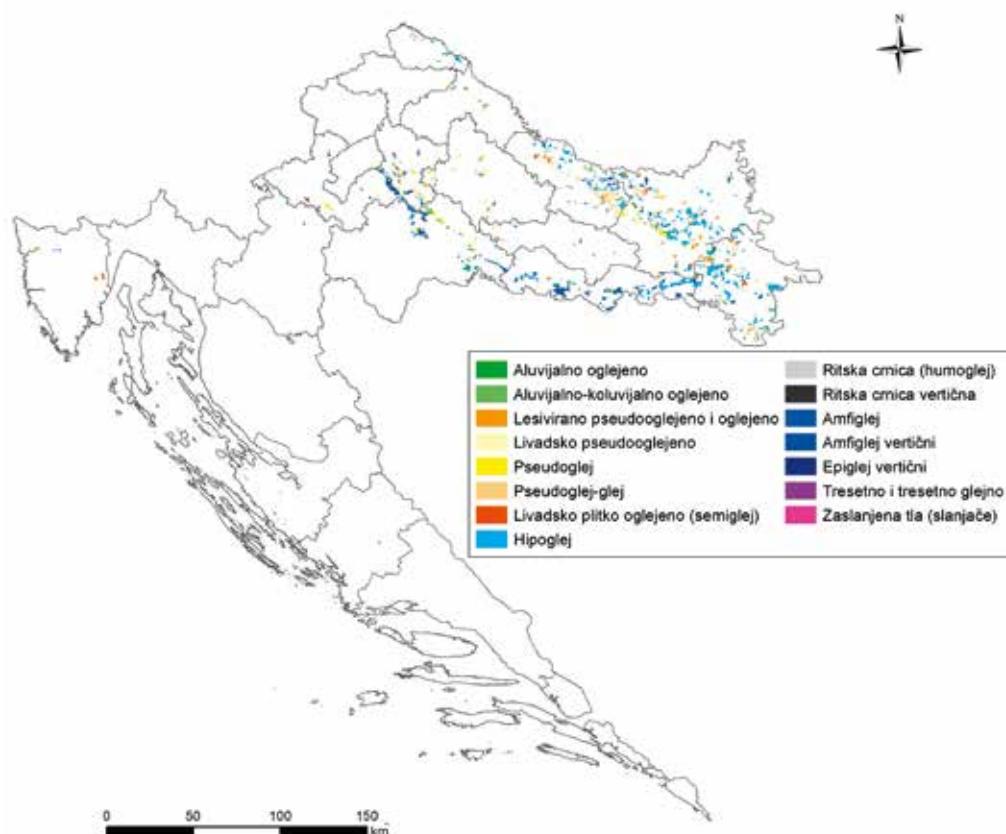 N
Aluvijalno oglejeno
Aluvijalno-koluvijalno oglejeno
Lesivirano pseudooglejeno i oglejeno
Livadsko pseudooglejeno
Pseudoglej
Pseudoglej-glej
Livadsko plitko oglejeno (semiglej)
Hipoglej
Ritska crnica (humoglej)
Ritska crnica vertična
Amfiglej
Amfiglej vertični
Epiglej vertični
Tresetno i tresetno glejno
Zaslanjena tla (slanjače)
0 50 100 150
km